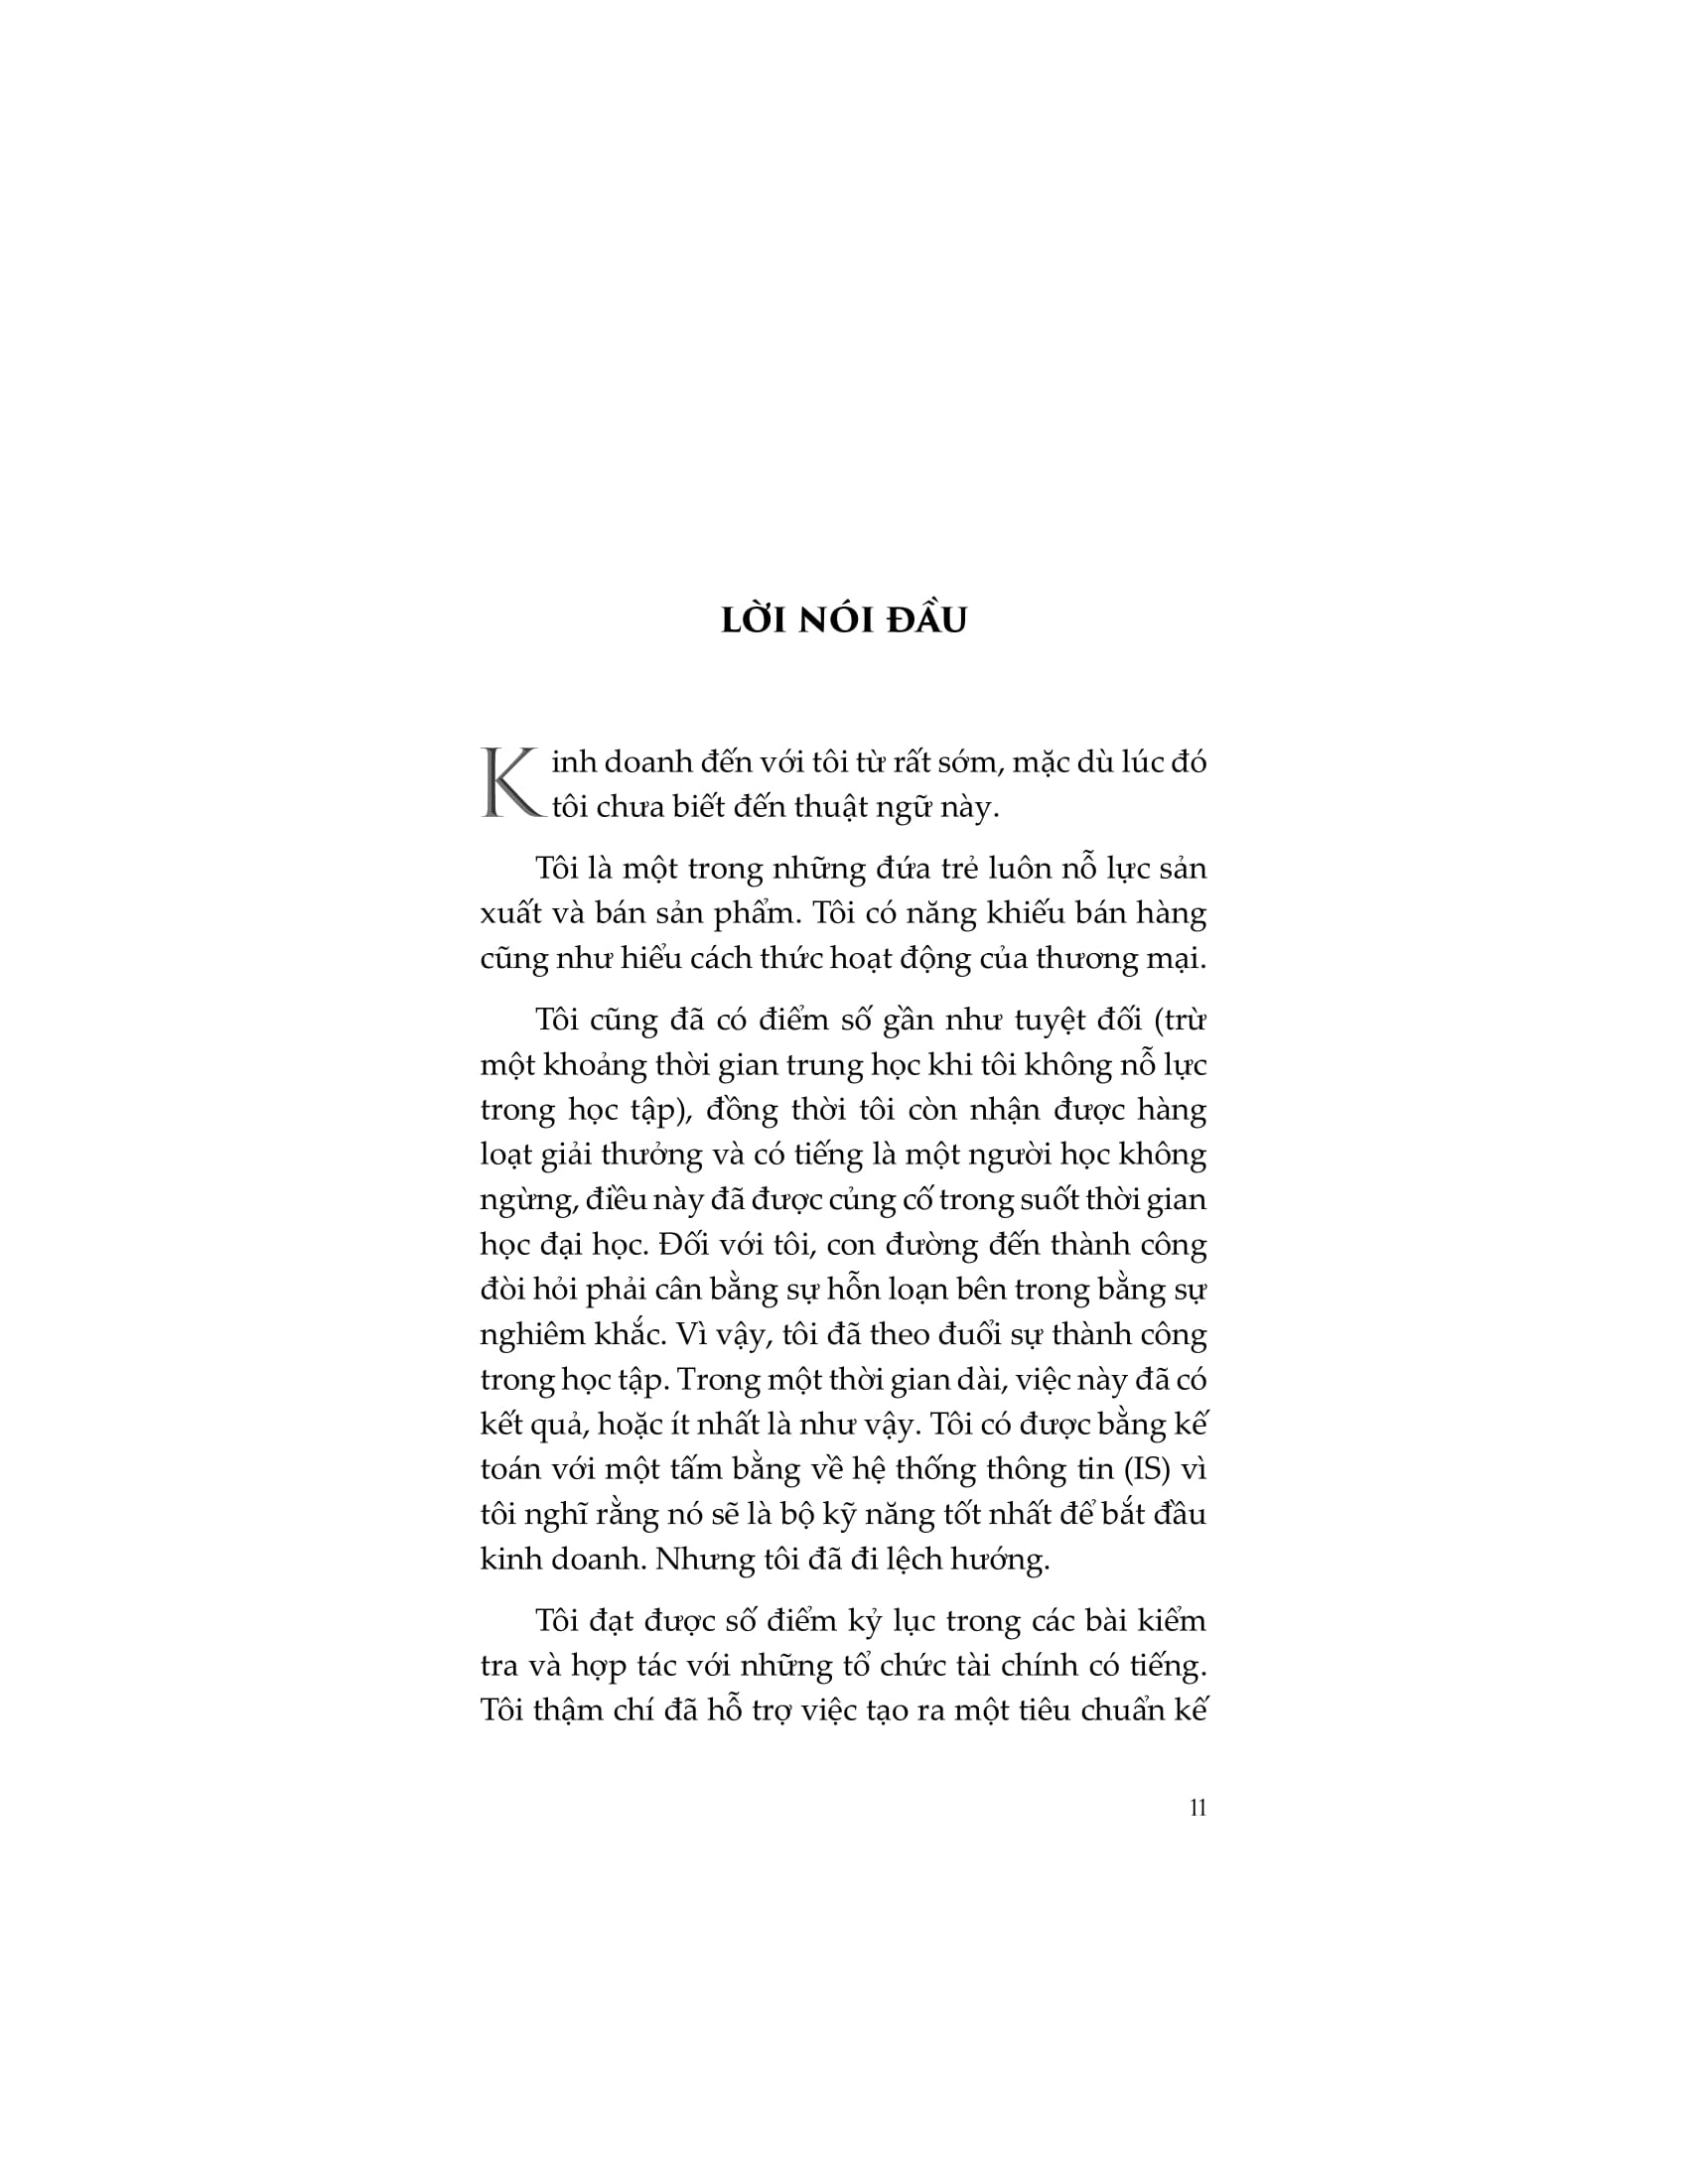 LỜI NÓI ĐẦU
Kinh doanh đến với tôi từ rất sớm, mặc dù lúc đó
tôi chưa biết đến thuật ngữ này.
Tôi là một trong những đứa trẻ luôn nỗ lực sản
xuất và bán sản phẩm. Tôi có năng khiếu bán hàng
cũng như hiểu cách thức hoạt động của thương mại.
Tôi cũng đã có điểm số gần như tuyệt đối (trừ
một khoảng thời gian trung học khi tôi không nỗ lực
trong học tập), đồng thời tôi còn nhận được hàng
loạt giải thưởng và có tiếng là một người học không
ngừng, điều này đã được củng cố trong suốt thời gian
học đại học. Đối với tôi, con đường đến thành công
đòi hỏi phải cân bằng sự hỗn loạn bên trong bằng sự
nghiêm khắc. Vì vậy, tôi đã theo đuổi sự thành công
trong học tập. Trong một thời gian dài, việc này đã có
kết quả, hoặc ít nhất là như vậy. Tôi có được bằng kế
toán với một tấm bằng về hệ thống thông tin (IS) vì
tôi nghĩ rằng nó sẽ là bộ kỹ năng tốt nhất để bắt đầu
kinh doanh. Nhưng tôi đã đi lệch hướng.
Tôi đạt được số điểm kỷ lục trong các bài kiểm
tra và hợp tác với những tổ chức tài chính có tiếng.
Tôi thậm chí đã hỗ trợ việc tạo ra một tiêu chuẩn kế
11